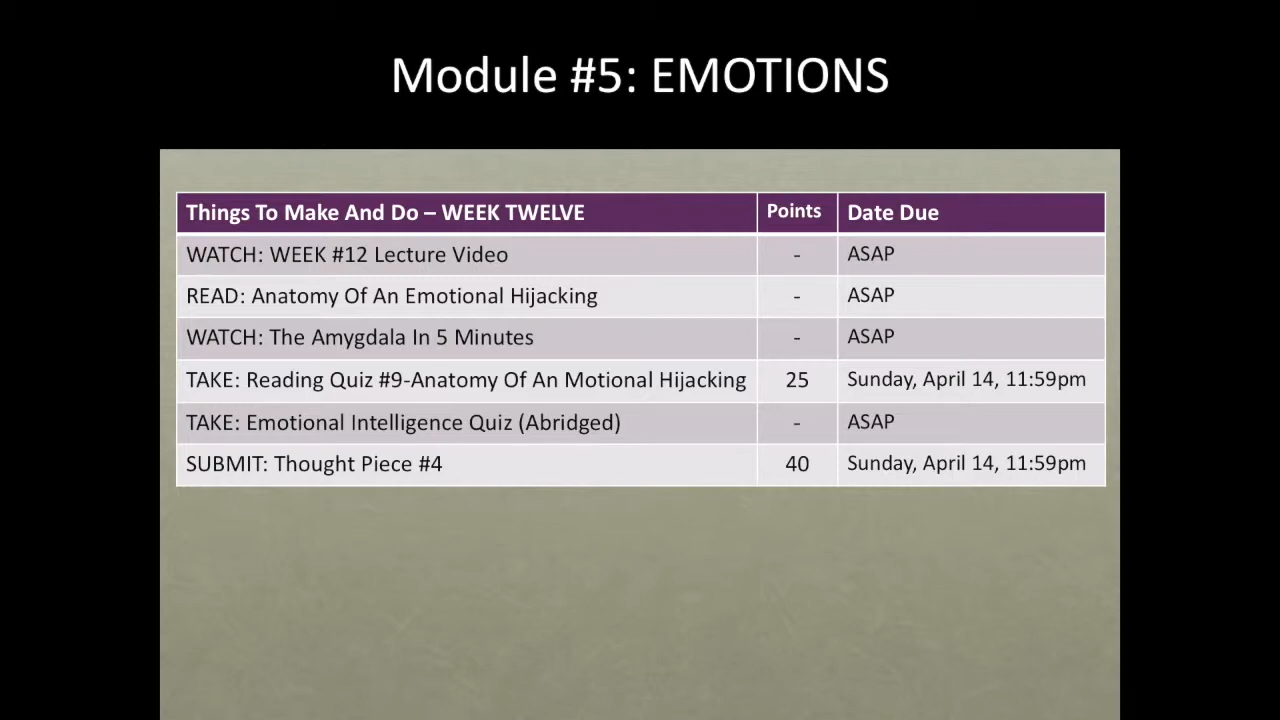 Module #5: EMOTIONS
Things To Make And Do – WEEK TWELVE Points Date Due
WATCH: WEEK #12 Lecture Video - ASAP
READ: Anatomy Of An Emotional Hijacking - ASAP
WATCH: The Amygdala In 5 Minutes - ASAP
TAKE: Reading Quiz #9-Anatomy Of An Motional Hijacking 25 Sunday, April 14, 11:59pm
TAKE: Emotional Intelligence Quiz (Abridged) - ASAP
SUBMIT: Thought Piece #4 40 Sunday, April 14, 11:59pm